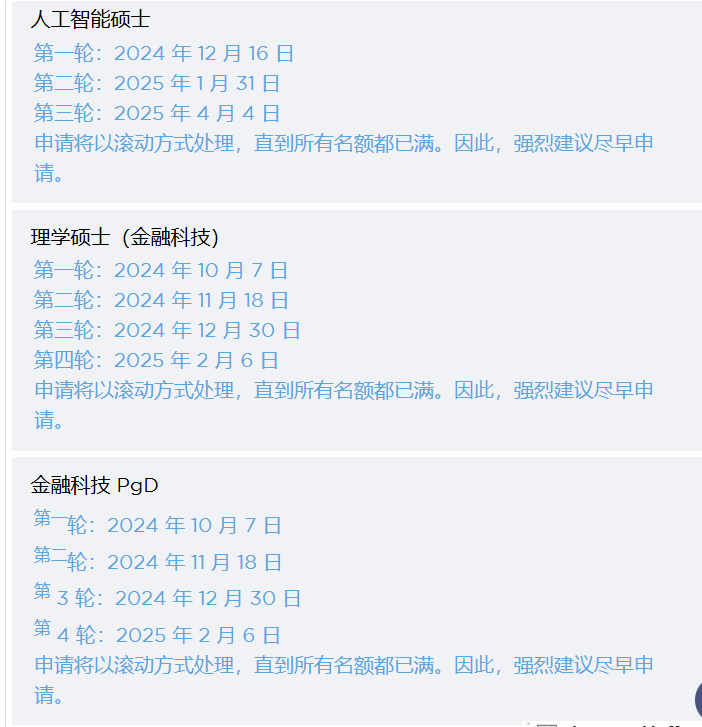 人工智能硕士
第一轮：2024 年 12 月 16 日
第二轮：2025 年 1 月 31 日
第三轮：2025 年 4 月 4 日
申请将以滚动方式处理，直到所有名额都已满。因此，强烈建议尽早申
请。
理学硕士（金融科技）
第一轮：2024 年 10 月 7 日
第二轮：2024 年 11 月 18 日
第三轮：2024 年 12 月 30 日
第四轮：2025 年 2 月 6 日
申请将以滚动方式处理，直到所有名额都已满。因此，强烈建议尽早申
请。
金融科技 PgD
第一轮：2024 年 10 月 7 日
第二轮：2024 年 11 月 18 日
第 3 轮：2024 年 12 月 30 日
第 4 轮：2025 年 2 月 6 日
申请将以滚动方式处理，直到所有名额都已满。因此，强烈建议尽早申
请。